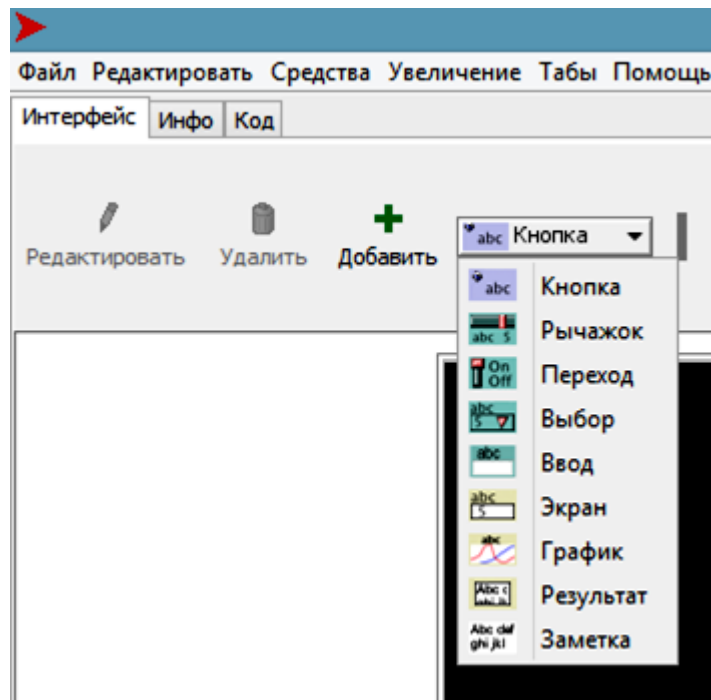 Файл Редактировать Средства Увеличение Табы Помощь
Интерфейс Инфо Код
Редактировать Удалить Добавить abc Кнопка
abc Кнопка
abc 5 Рычажок
On Off Переход
abc 5 Выбор
abc Ввод
abc 5 Экран
abc График
Результат
Abc def ghi jkl Заметка